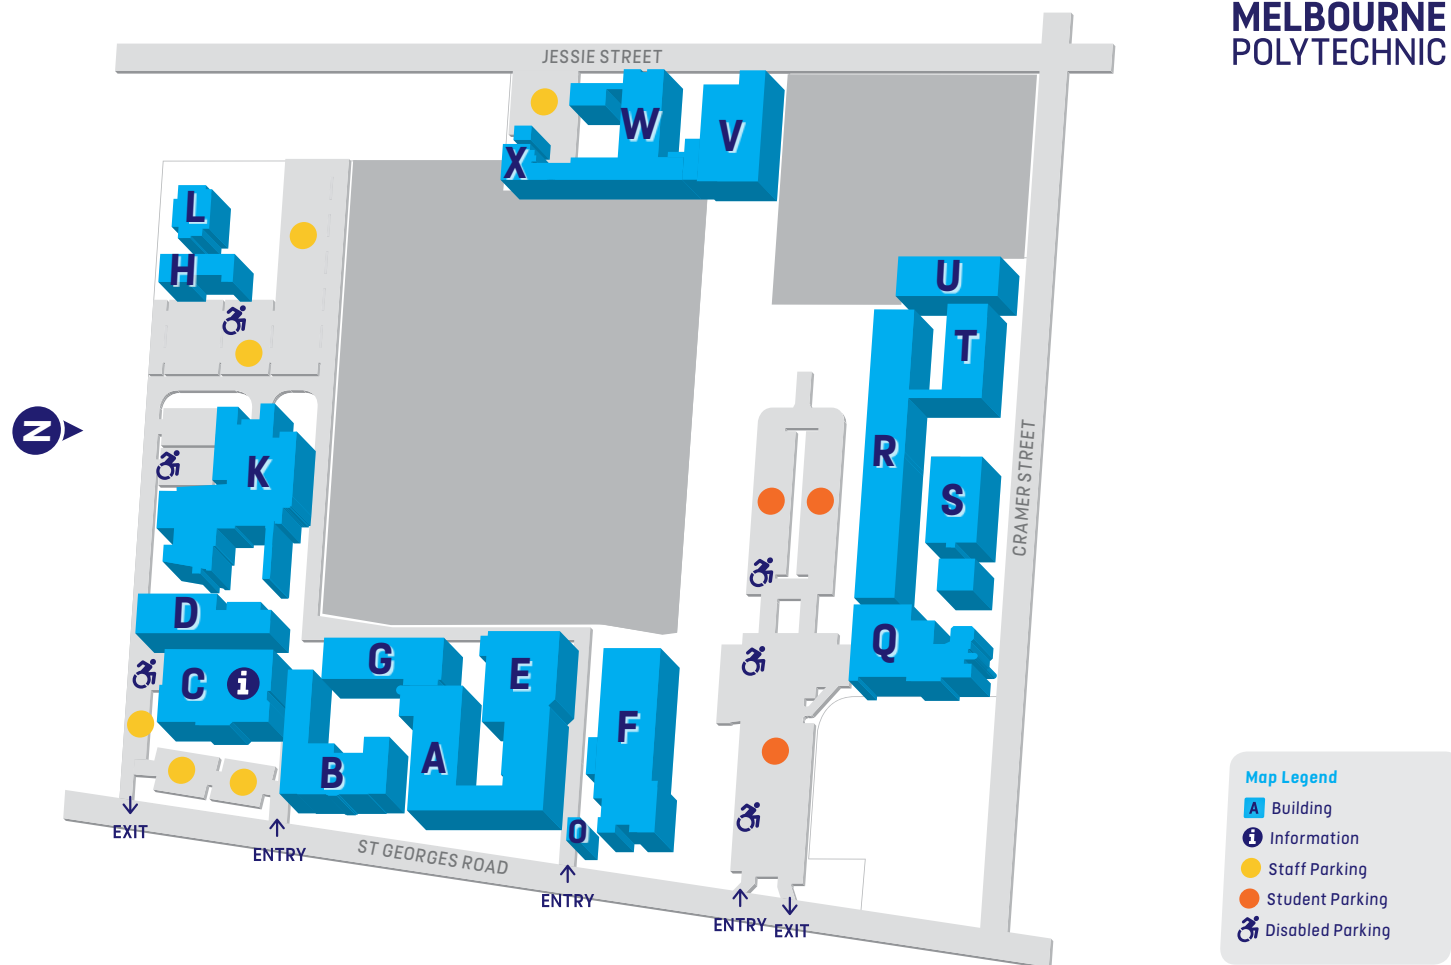 MELBOURNE
POLYTECHNIC
JESSIE STREET
W
V
X
L
H
U
T
N
K
R
S
CRAMER STREET
D
G
E
Q
C i
F
B
A
O
EXIT
ENTRY
ST GEORGES ROAD
ENTRY
ENTRY
EXIT
Map Legend
A Building
i Information
Staff Parking
Student Parking
Disabled Parking